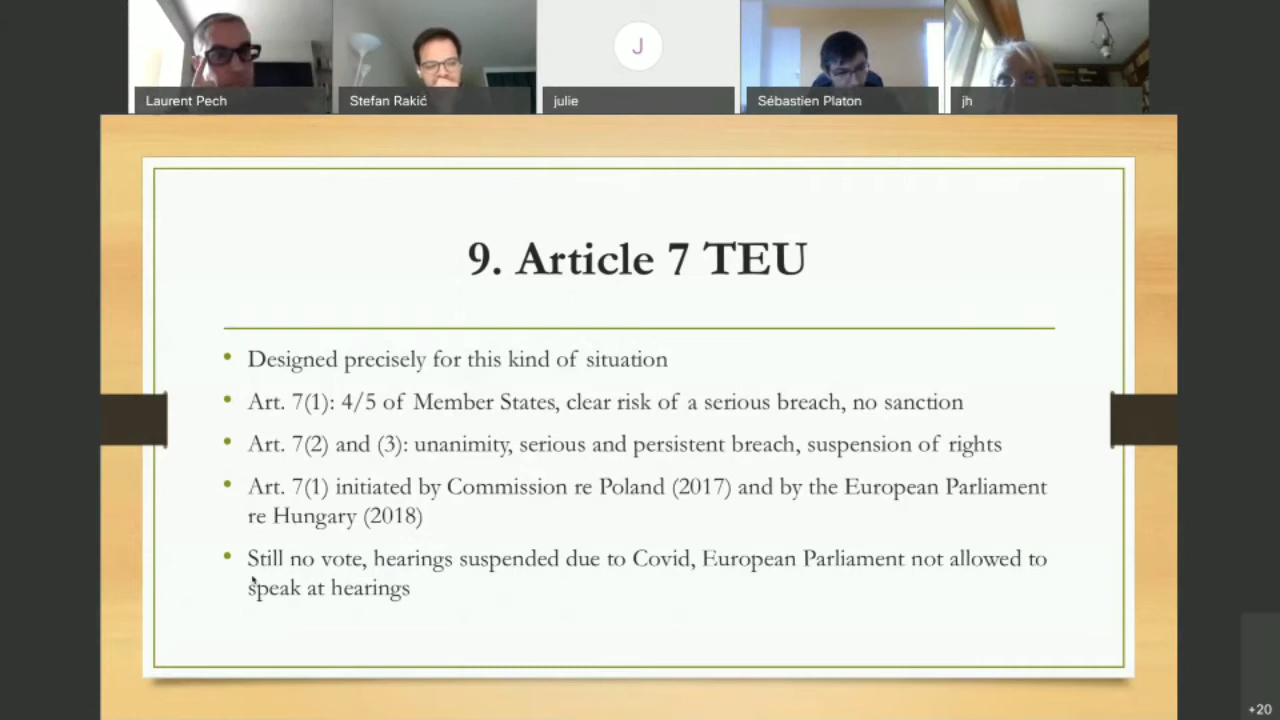 Laurent Pech
Stefan Rakić
J
julie
Sébastien Platon
jh
9. Article 7 TEU
• Designed precisely for this kind of situation
• Art. 7(1): 4/5 of Member States, clear risk of a serious breach, no sanction
• Art. 7(2) and (3): unanimity, serious and persistent breach, suspension of rights
• Art. 7(1) initiated by Commission re Poland (2017) and by the European Parliament
re Hungary (2018)
• Still no vote, hearings suspended due to Covid, European Parliament not allowed to
speak at hearings
+20